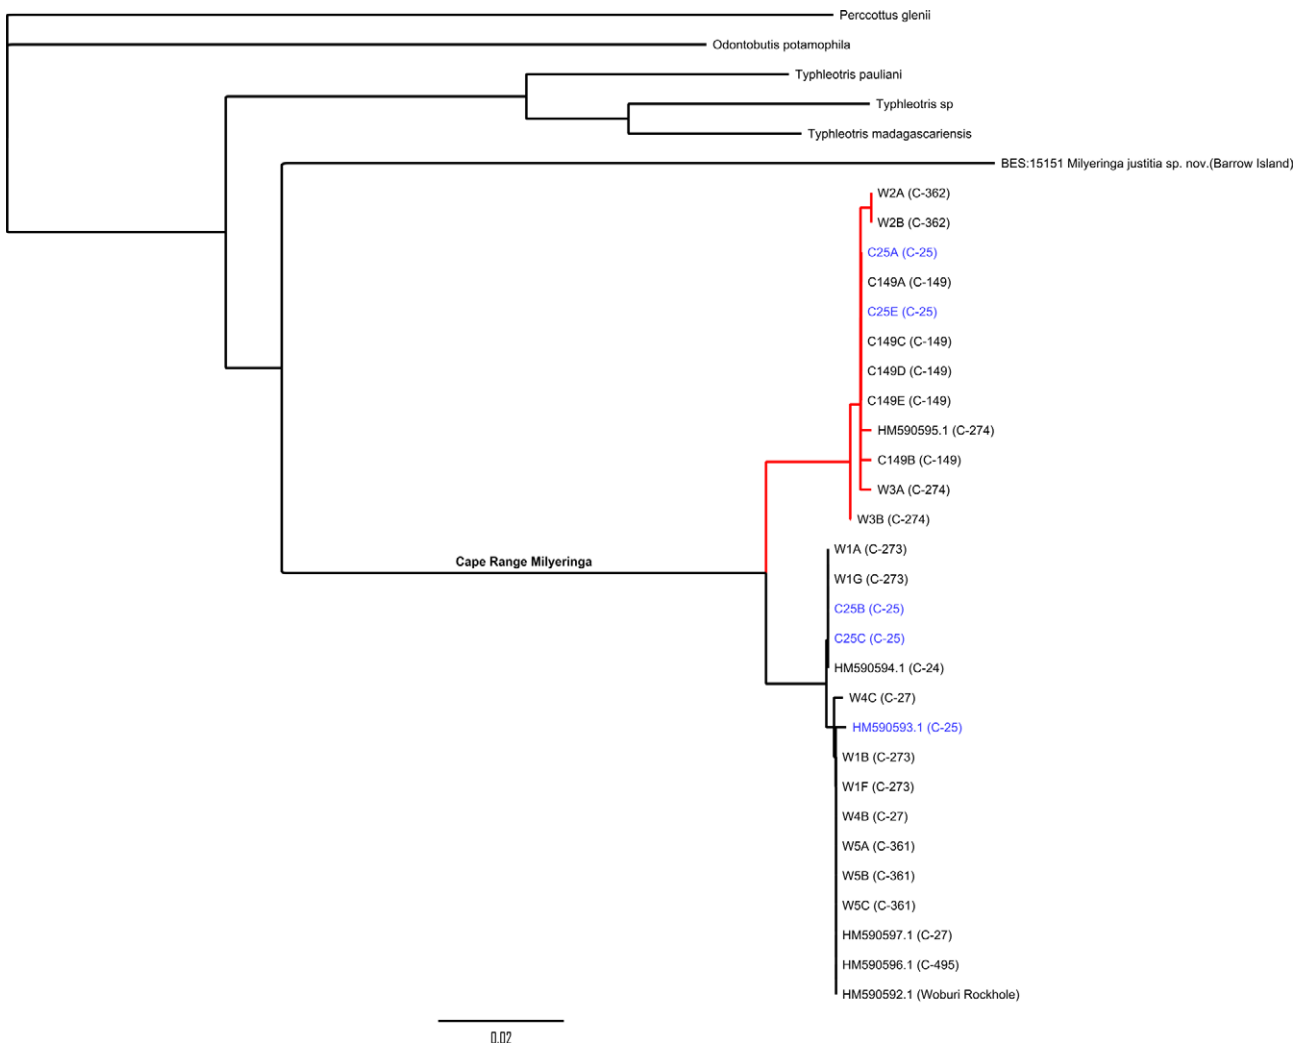 Perccottus glenii
Odontobutis potamophila
Typhleotris pauliani
Typhleotris sp
Typhleotris madagascariensis
BES:15151 Milyeringa justitia sp. nov.(Barrow Island)
W2A (C-362)
W2B (C-362)
C25A (C-25)
C149A (C-149)
C25E (C-25)
C149C (C-149)
C149D (C-149)
C149E (C-149)
HM590595.1 (C-274)
C149B (C-149)
W3A (C-274)
W3B (C-274)
W1A (C-273)
Cape Range Milyeringa
W1G (C-273)
C25B (C-25)
C25C (C-25)
HM590594.1 (C-24)
W4C (C-27)
HM590593.1 (C-25)
W1B (C-273)
W1F (C-273)
W4B (C-27)
W5A (C-361)
W5B (C-361)
W5C (C-361)
HM590597.1 (C-27)
HM590596.1 (C-495)
HM590592.1 (Woburi Rockhole)
0.02